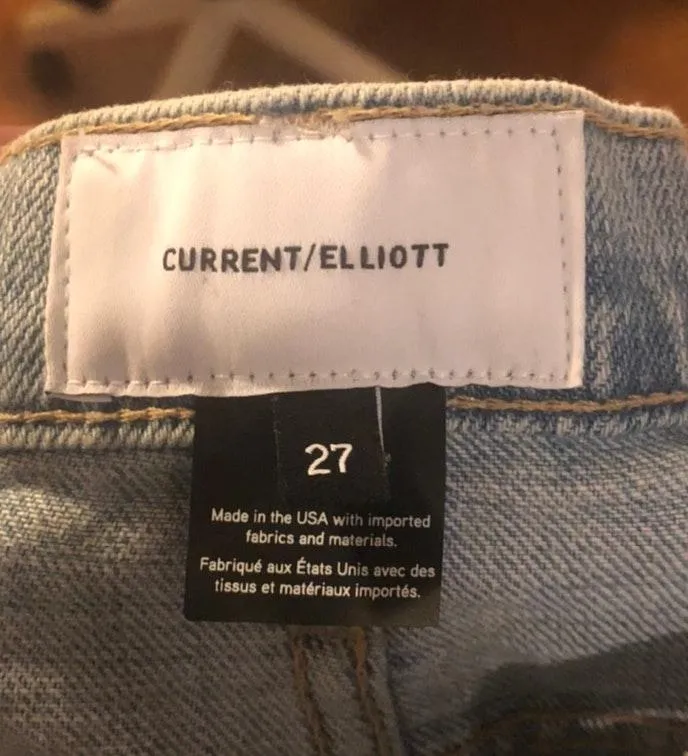 CURRENT/ELLIOTT
27
Made in the USA with imported
fabrics and materials.
Fabriqué aux États Unis avec des
tissus et matériaux importés.